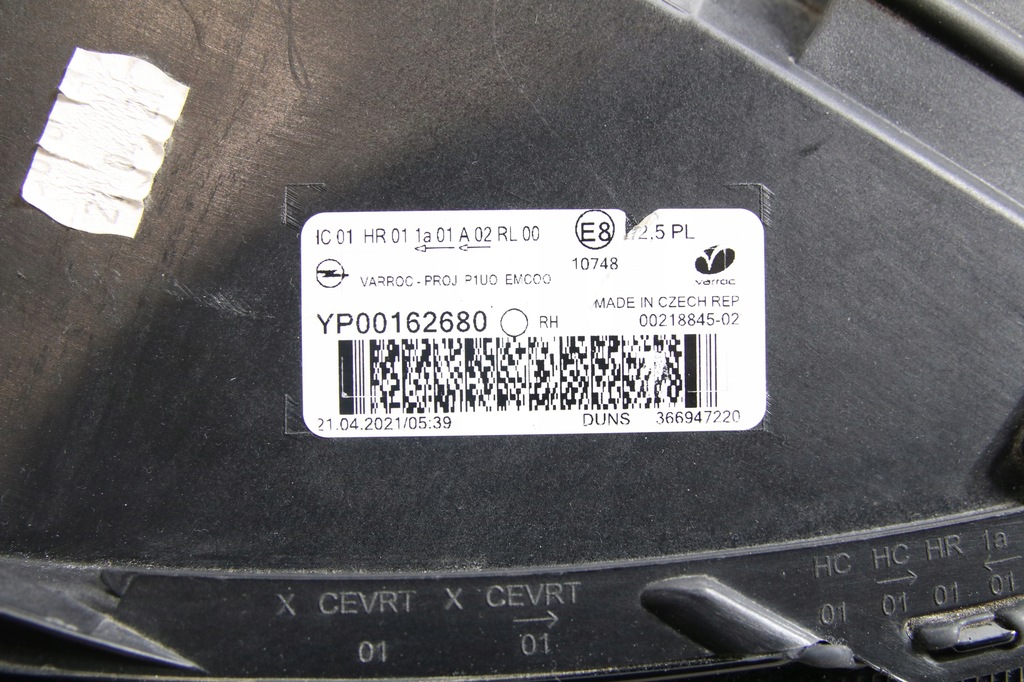 HC 01 HR 01 1a 01 A 02 RL 00
E8
12.5 PL
10748
VARROC - PROJ P1UO EMCOO
varroc
MADE IN CZECH REP
YP00162680
RH
00218845-02
21.04.2021/05:39
DUNS 366947220
X CEVRT X CEVRT
01 01
HC HC HR 1a
01 01 01 01